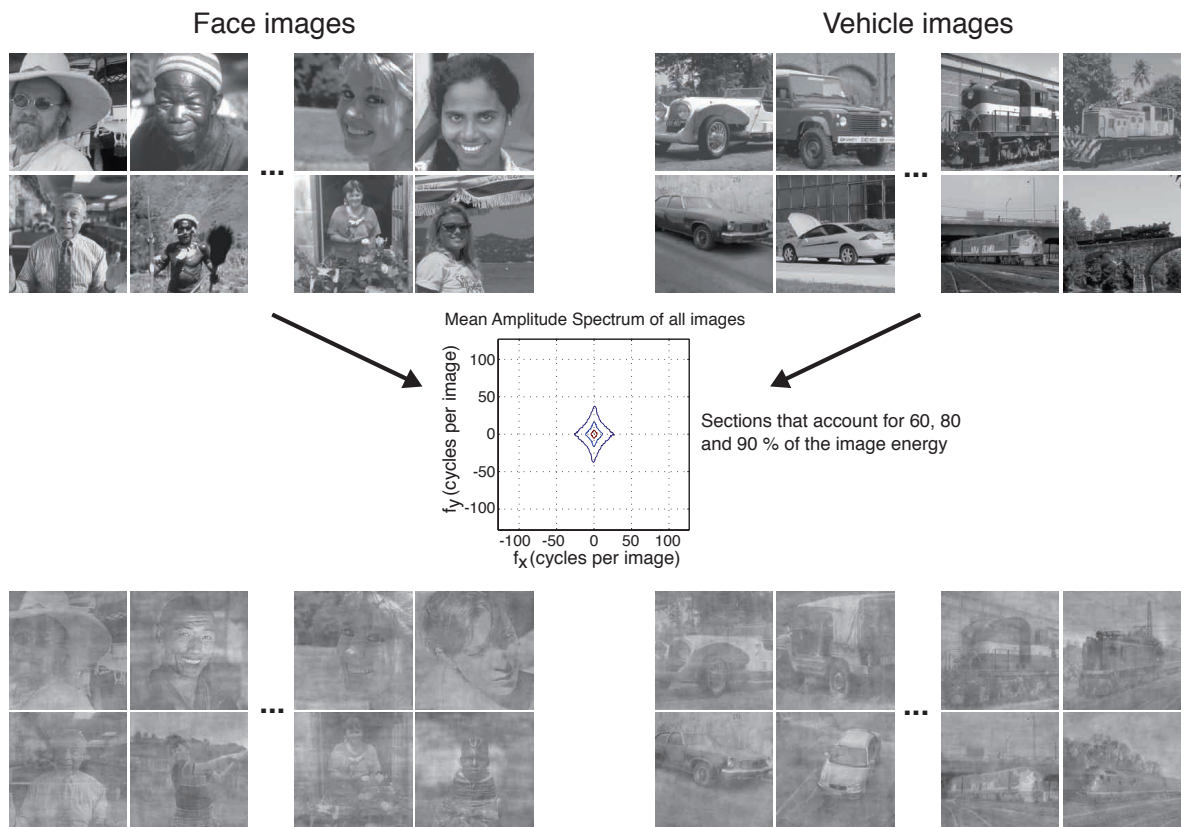 Face images
Vehicle images
...
...
Mean Amplitude Spectrum of all images
f_y (cycles per image)
100
50
0
-50
-100
-100 -50 0 50 100
f_x (cycles per image)
Sections that account for 60, 80
and 90 % of the image energy
...
...